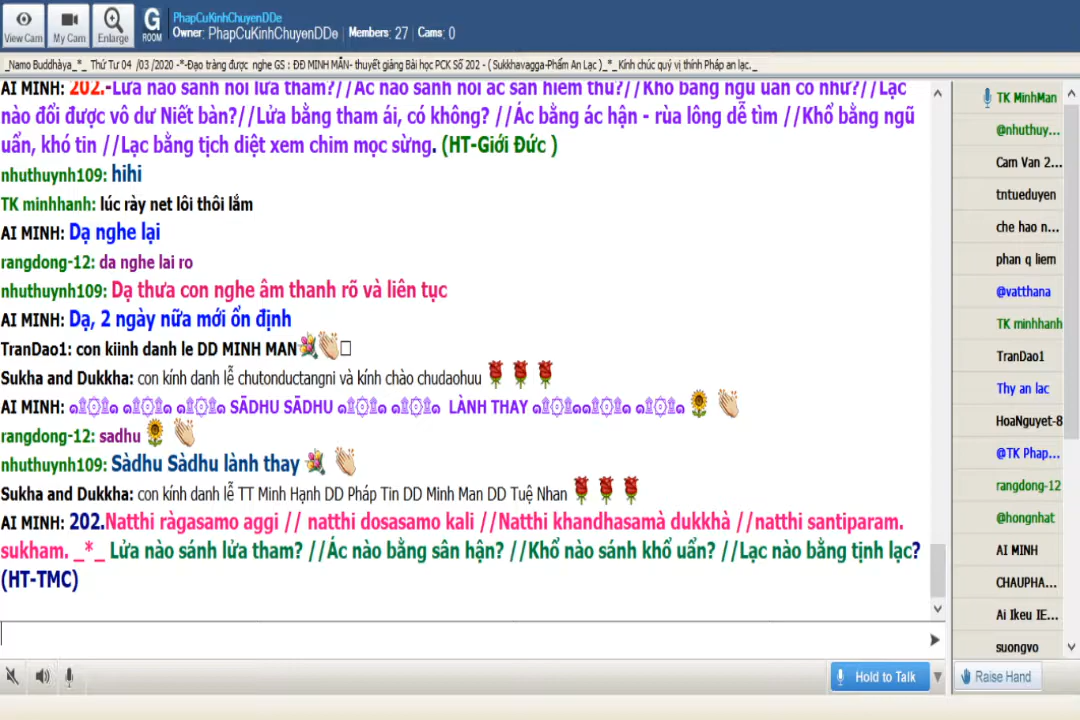 PhapCuKinhChuyenDDe
Owner: PhapCuKinhChuyenDDe Members: 27 Cams: 0
View Cam My Cam Enlarge G ROOM
_Namo Buddhàya_*_ Thứ Tư 04 /03 /2020 -*-Đạo tràng được nghe GS : ĐĐ MINH MẪN- thuyết giảng Bài học PCK Số 202 - ( Sukkhavagga-Phẩm An Lạc )_*_Kính chúc quý vị thính Pháp an lạc._
AI MINH: 202.-Lửa nào sánh nổi lửa tham?//Ác nào sánh nổi ác sân hiềm thù?//Khổ bằng ngũ uẩn có như?//Lạc
nào đổi được vô dư Niết bàn?//Lửa bằng tham ái, có không? //Ác bằng ác hận - rùa lông dễ tìm //Khổ bằng ngũ
uẩn, khó tin //Lạc bằng tịch diệt xem chim mọc sừng. (HT-Giới Đức )
nhuthuynh109: hihi
TK minhhanh: lúc rày net lôi thôi lắm
AI MINH: Dạ nghe lại
rangdong-12: da nghe lai ro
nhuthuynh109: Dạ thưa con nghe âm thanh rõ và liên tục
AI MINH: Dạ, 2 ngày nữa mới ổn định
TranDao1: con kiinh danh le DD MINH MAN
Sukha and Dukkha: con kính danh lễ chutonductangni và kính chào chudaohuu
AI MINH: SĀDHU SĀDHU LÀNH THAY
rangdong-12: sadhu
nhuthuynh109: Sàdhu Sàdhu lành thay
Sukha and Dukkha: con kính danh lễ TT Minh Hạnh DD Pháp Tin DD Minh Man DD Tuệ Nhan
AI MINH: 202.Natthi ràgasamo aggi // natthi dosasamo kali //Natthi khandhasamà dukkhà //natthi santiparam.
sukham. _*_ Lửa nào sánh lửa tham? //Ác nào bằng sân hận? //Khổ nào sánh khổ uẩn? //Lạc nào bằng tịnh lạc?
(HT-TMC)
Hold to Talk
TK MinhMan
@nhuthuy...
Cam Van 2...
tntueduyen
che hao n...
phan q liem
@vatthana
TK minhhanh
TranDao1
Thy an lac
HoaNguyet-8
@TK Phap...
rangdong-12
@hongnhat
AI MINH
CHAUPHA...
Ai Ikeu IE...
suongvo
Raise Hand